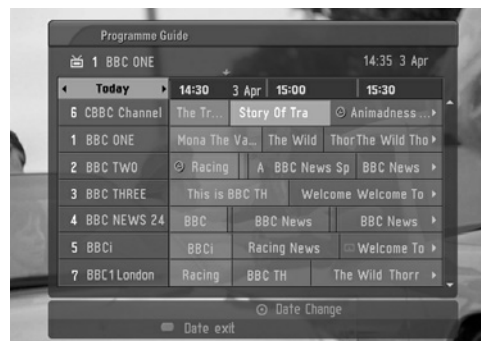 Programme Guide
1 BBC ONE 14:35 3 Apr
Today 14:30 3 Apr 15:00 15:30
6 CBBC Channel The Tr... Story Of Tra Animadness ...
1 BBC ONE Mona The Va... The Wild ThorThe Wild Tho
2 BBC TWO Racing A BBC News Sp BBC News
3 BBC THREE This is BBC TH Welcome Welcome To
4 BBC NEWS 24 BBC BBC News BBC News
5 BBCi BBCi Racing News Welcome To
7 BBC1London Racing BBC TH The Wild Thorr
Date Change
Date exit